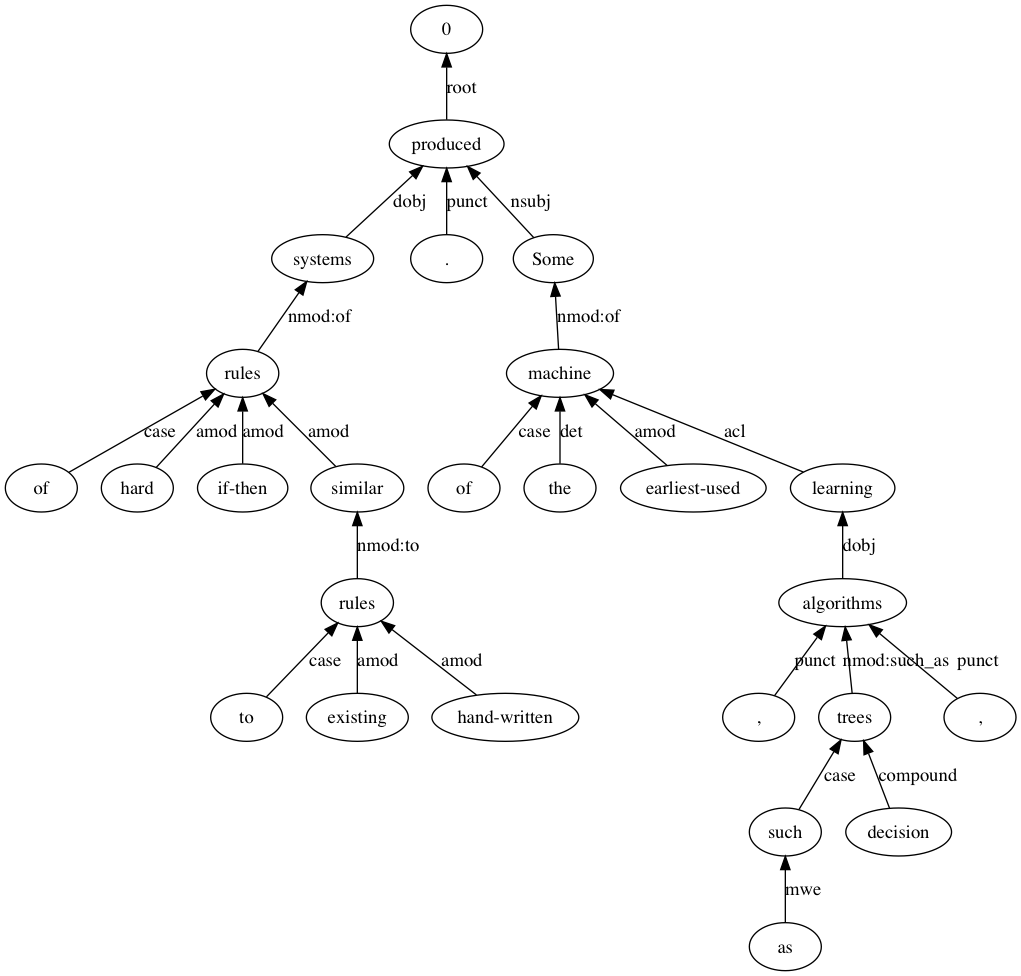 0
root
produced
dobj punct nsubj
systems . Some
nmod:of nmod:of
rules machine
case amod amod amod case det amod acl
of hard if-then similar of the earliest-used learning
nmod:to dobj
rules algorithms
case amod amod punct nmod:such_as punct
to existing hand-written , trees ,
case compound
such decision
mwe
as